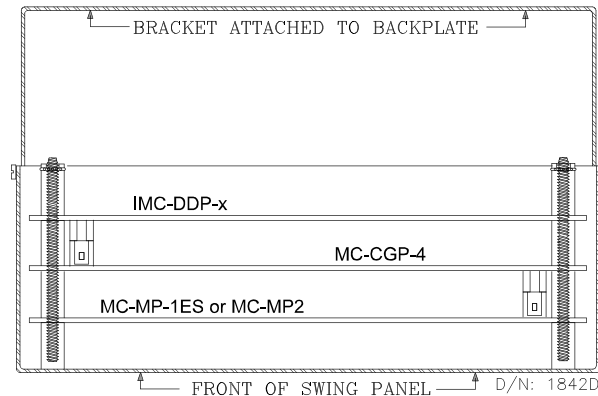 BRACKET ATTACHED TO BACKPLATE
IMC-DDP-x
MC-CGP-4
MC-MP-1ES or MC-MP2
FRONT OF SWING PANEL
D/N: 1842D